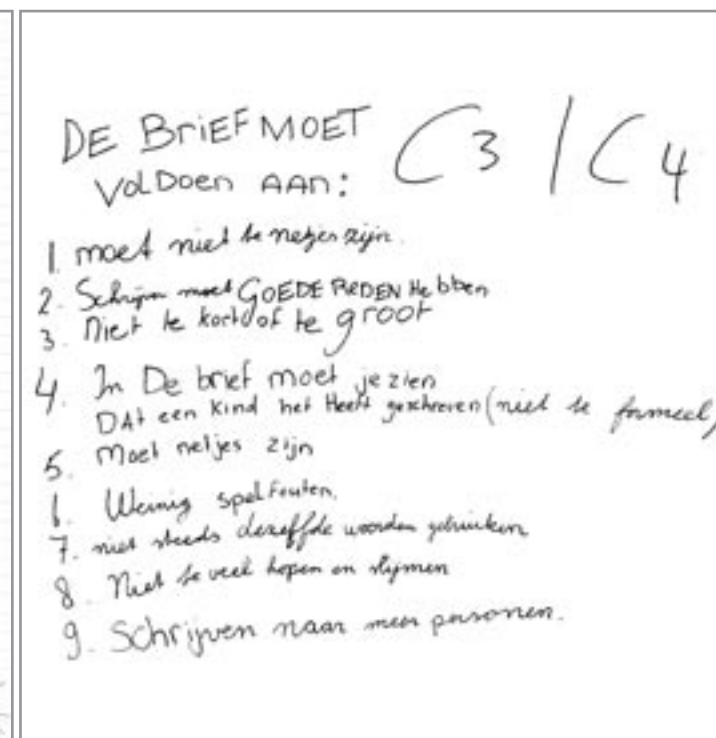 DE BriEF MOET
VolDoen AAn: C3 / C4
1. moet niet te netjes zijn.
2. Schrijven moet GOEDE REDEN Hebben
3. niet te kort of te groot
4. In De brief moet je zien
DAt een kind het Heeft geschreven (niet te formeel)
5. Moet netjes zijn
6. Weinig spelfouten.
7. niet steeds dezelfde woorden gebruiken
8. Niet te veel hopen en slijmen
9. Schrijven naar meer personen.